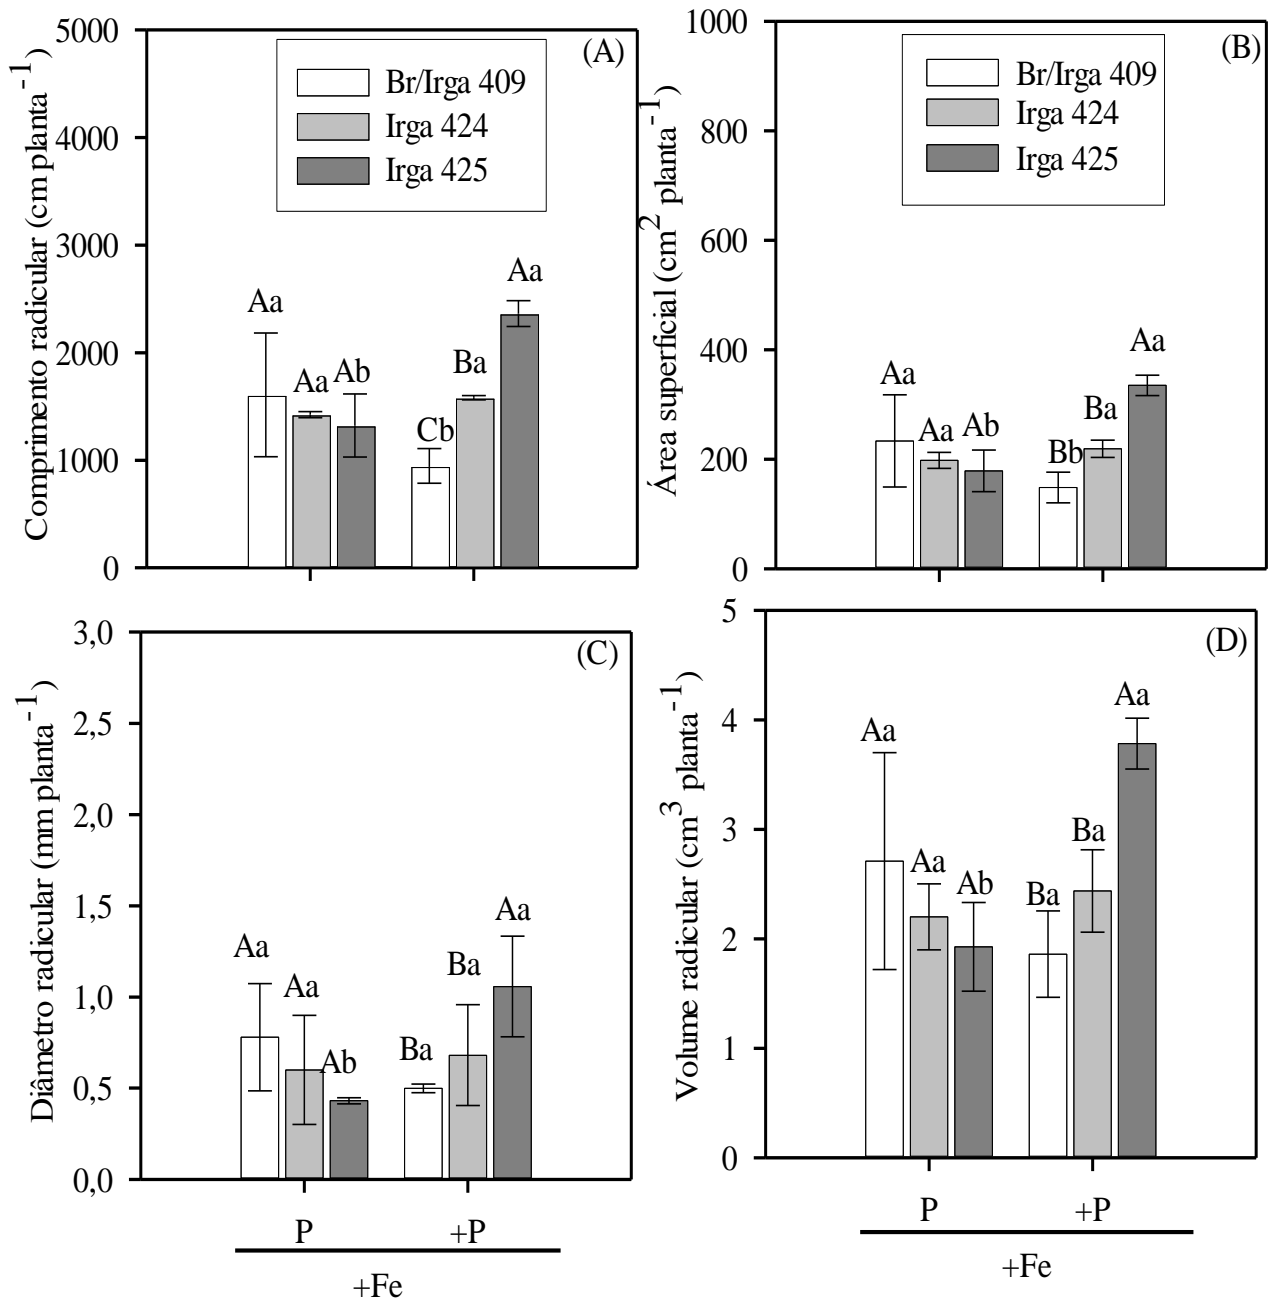 Comprimento radicular (cm planta⁻¹)
5000
4000
3000
2000
1000
0
(A)
Br/Irga 409
Irga 424
Irga 425
Aa
Aa
Ab
Cb
Ba
Aa
Área superficial (cm² planta⁻¹)
1000
800
600
400
200
0
(B)
Br/Irga 409
Irga 424
Irga 425
Aa
Aa
Ab
Bb
Ba
Aa
Diâmetro radicular (mm planta⁻¹)
3,0
2,5
2,0
1,5
1,0
0,5
0,0
(C)
Aa
Aa
Ab
Ba
Ba
Aa
P
+P
+Fe
Volume radicular (cm³ planta⁻¹)
5
4
3
2
1
0
(D)
Aa
Aa
Ab
Ba
Ba
Aa
P
+P
+Fe